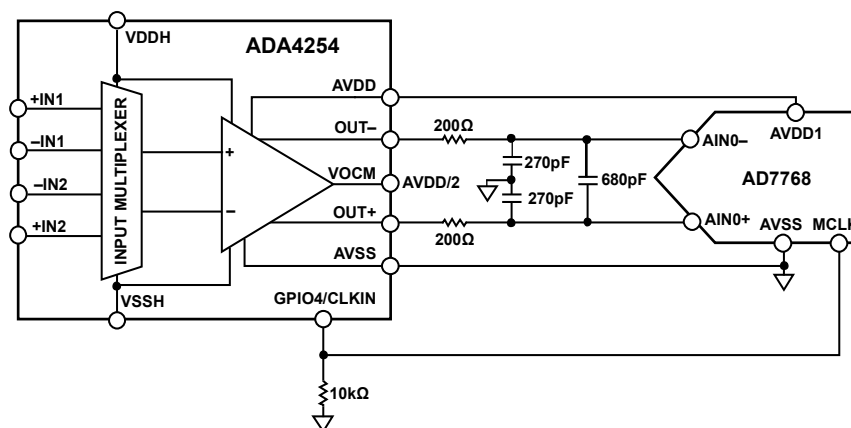 VDDH
ADA4254
AVDD
+IN1
OUT–
200Ω
AVDD1
AIN0–
–IN1
INPUT MULTIPLEXER
+
270pF
VOCM
AVDD/2
680pF
AD7768
–IN2
–
270pF
OUT+
+IN2
200Ω
AIN0+
AVSS
MCLK
AVSS
VSSH
GPIO4/CLKIN
10kΩ